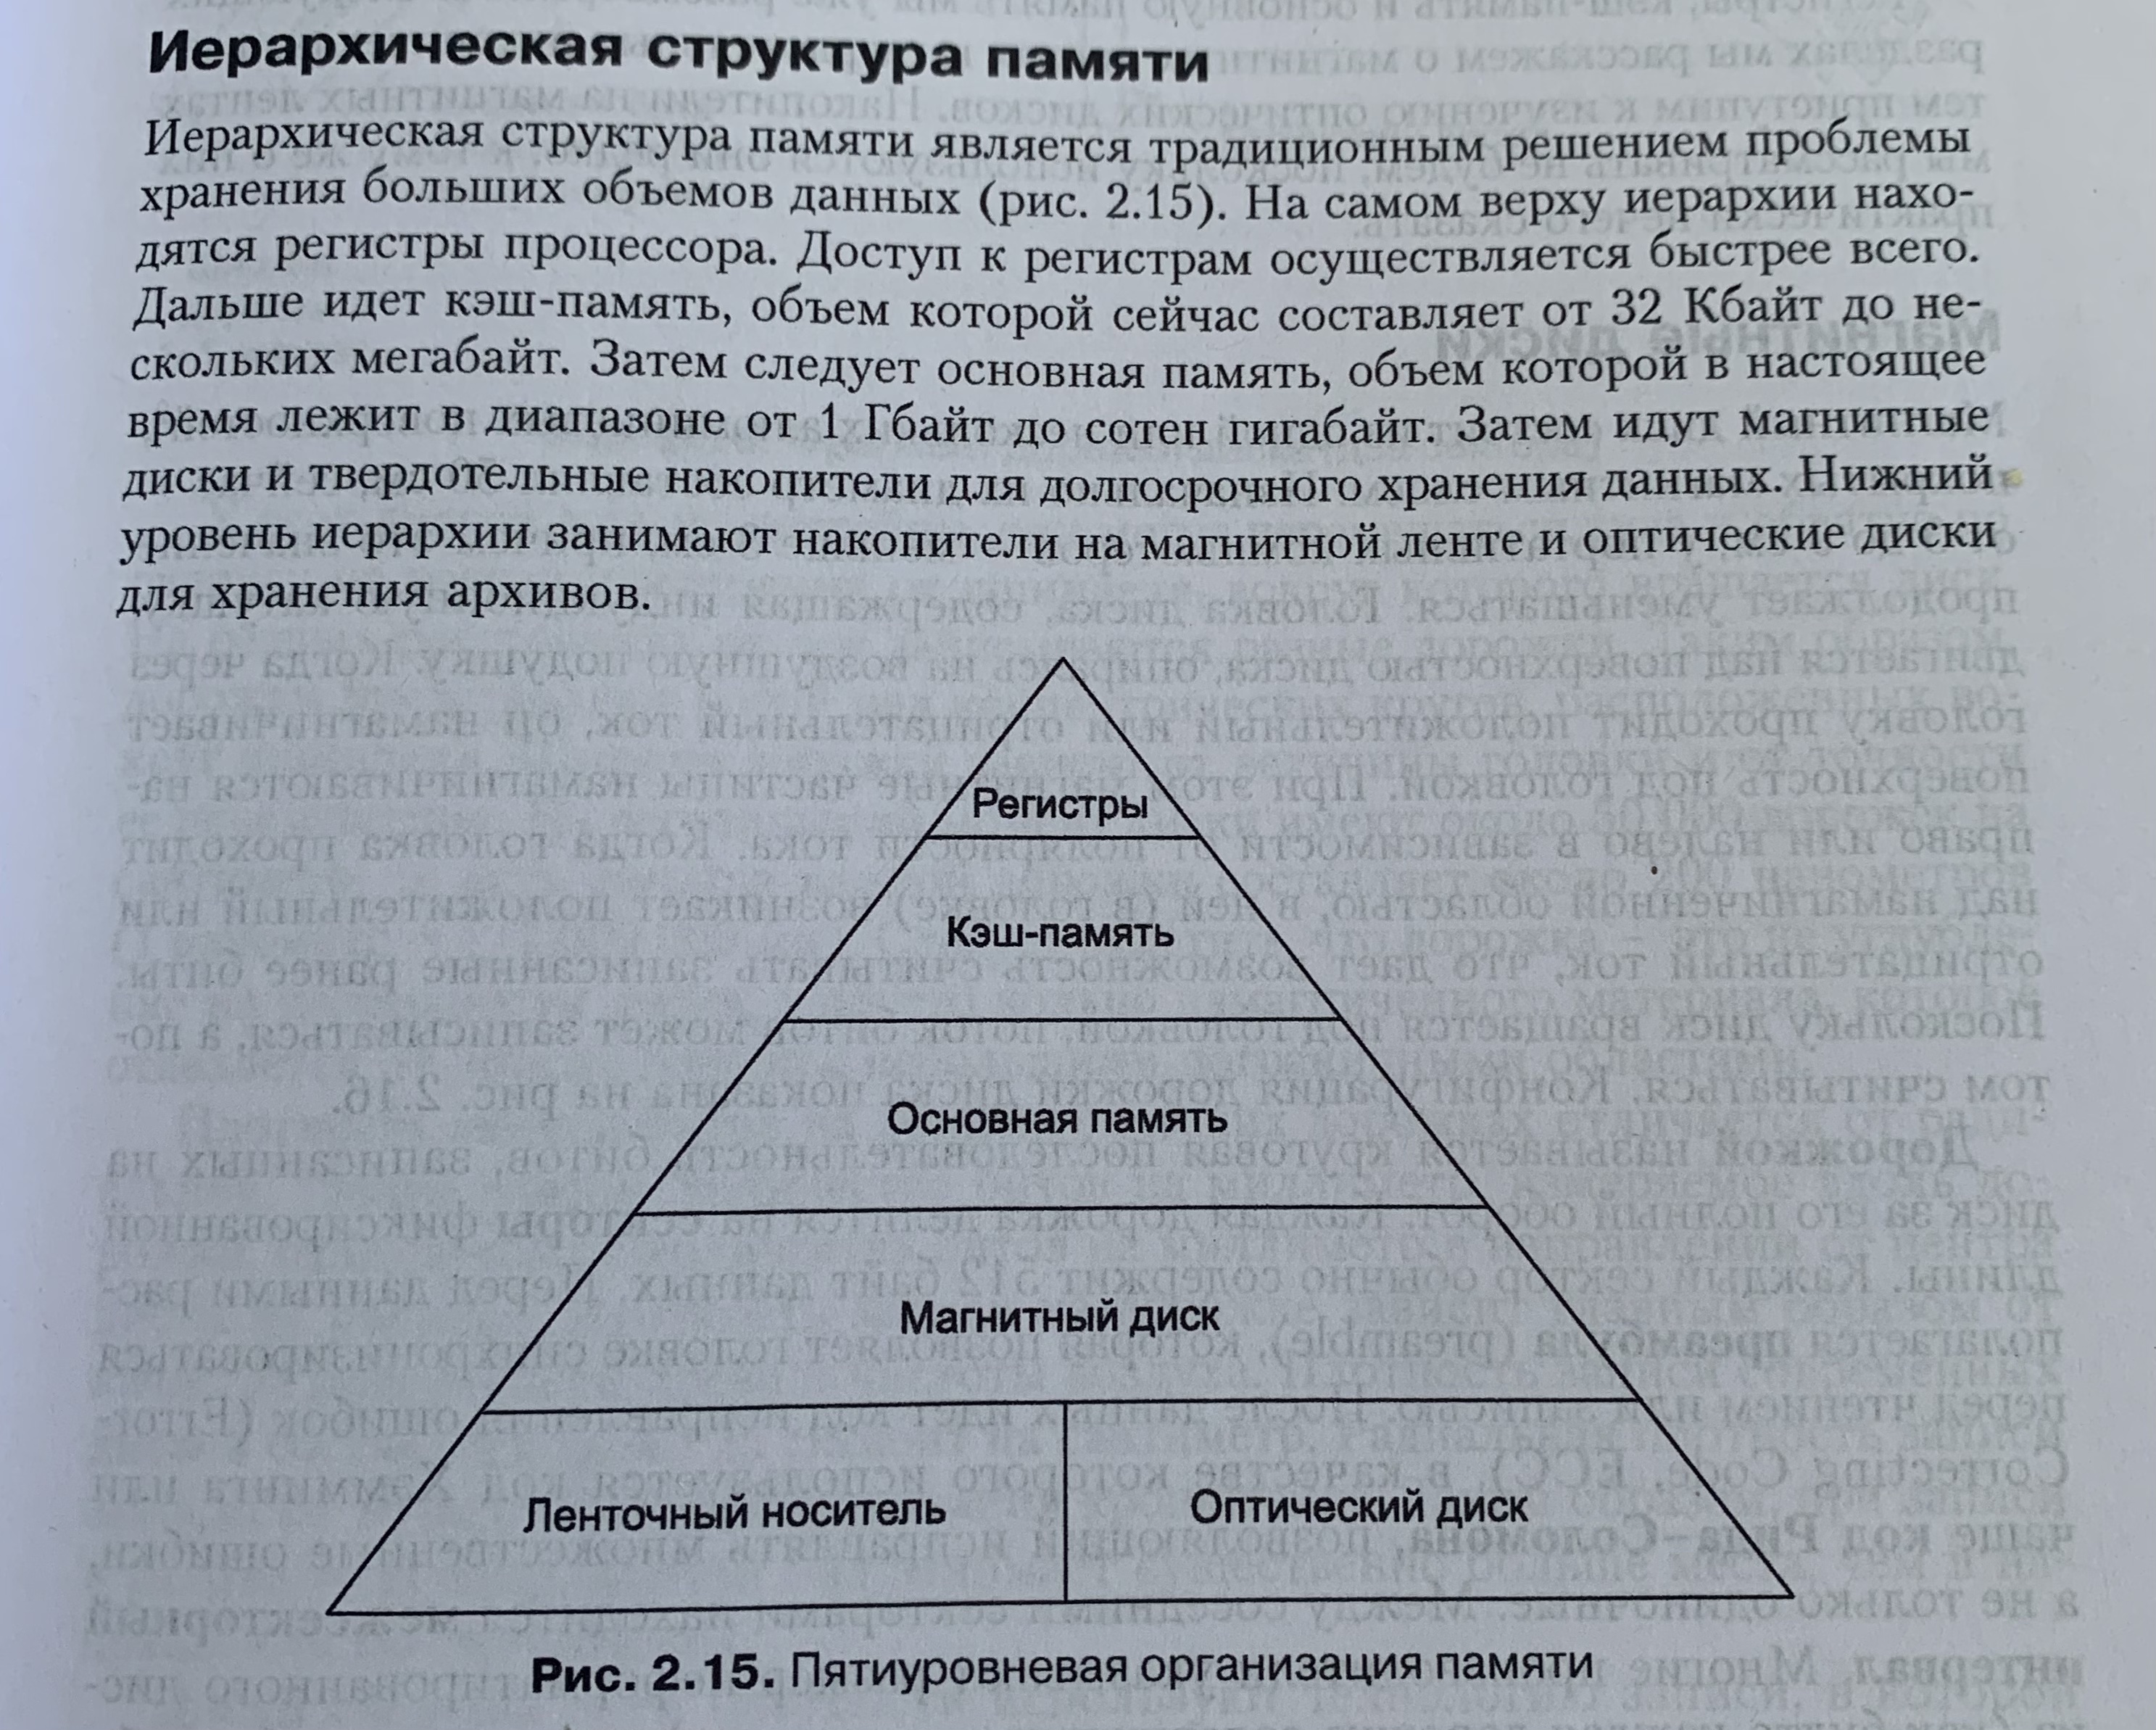 Иерархическая структура памяти
Иерархическая структура памяти является традиционным решением проблемы
хранения больших объемов данных (рис. 2.15). На самом верху иерархии нахо-
дятся регистры процессора. Доступ к регистрам осуществляется быстрее всего.
Дальше идет кэш-память, объем которой сейчас составляет от 32 Кбайт до не-
скольких мегабайт. Затем следует основная память, объем которой в настоящее
время лежит в диапазоне от 1 Гбайт до сотен гигабайт. Затем идут магнитные
диски и твердотельные накопители для долгосрочного хранения данных. Нижний
уровень иерархии занимают накопители на магнитной ленте и оптические диски
для хранения архивов.
Регистры
Кэш-память
Основная память
Магнитный диск
Ленточный носитель
Оптический диск
Рис. 2.15. Пятиуровневая организация памяти